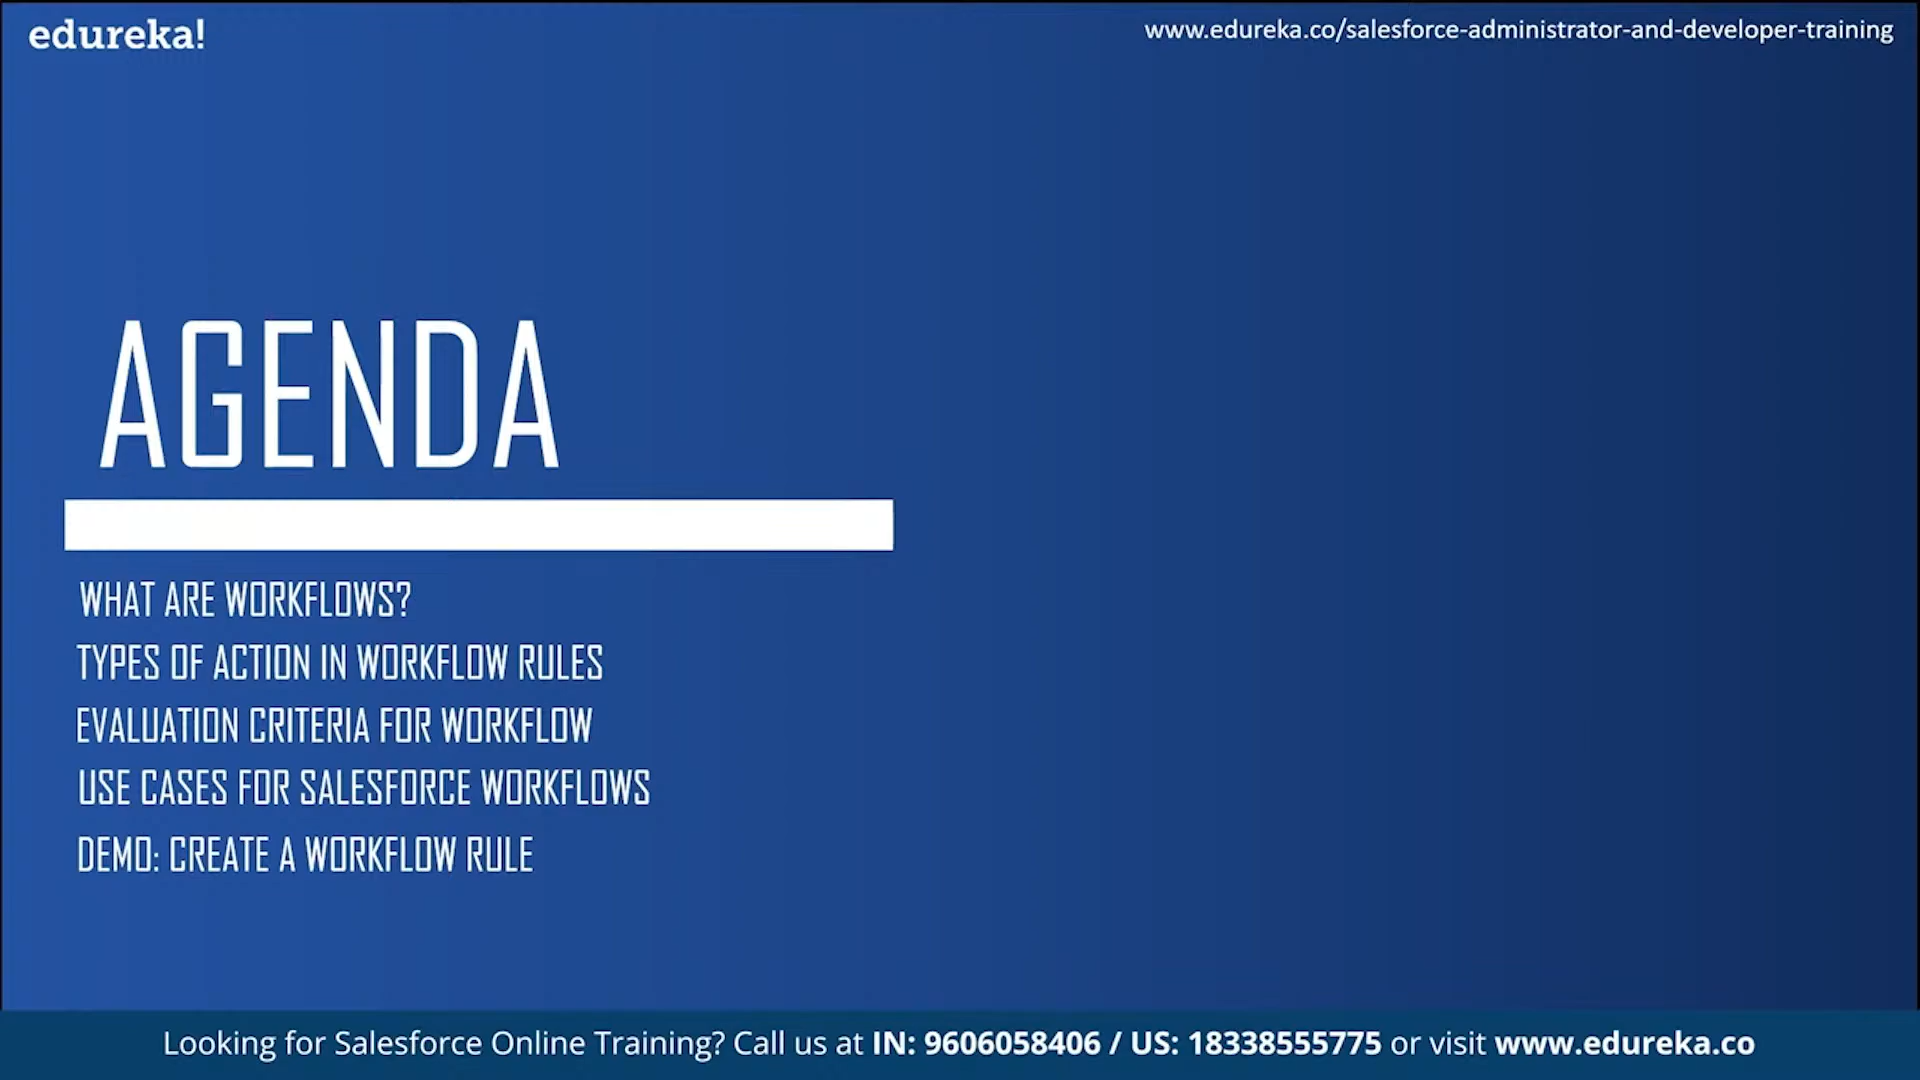 edureka!
www.edureka.co/salesforce-administrator-and-developer-training
AGENDA
WHAT ARE WORKFLOWS?
TYPES OF ACTION IN WORKFLOW RULES
EVALUATION CRITERIA FOR WORKFLOW
USE CASES FOR SALESFORCE WORKFLOWS
DEMO: CREATE A WORKFLOW RULE
Looking for Salesforce Online Training? Call us at IN: 9606058406 / US: 18338555775 or visit www.edureka.co